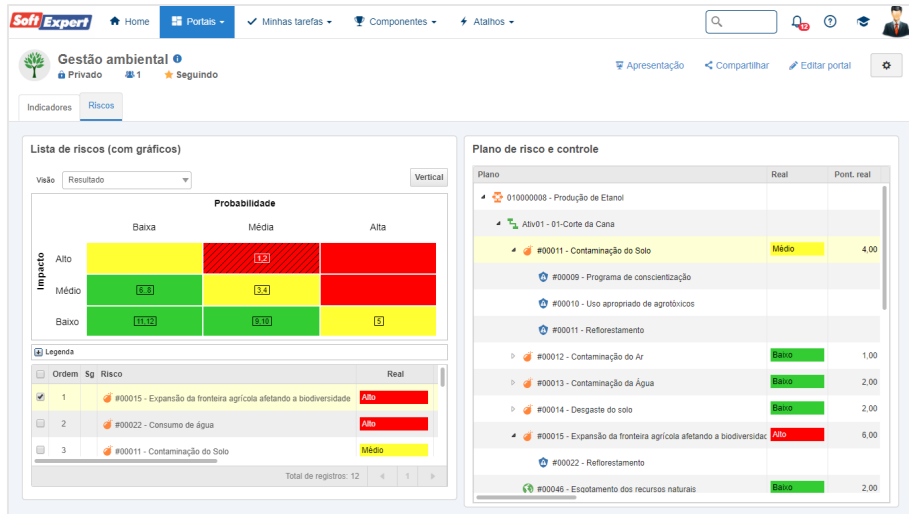 Soft Expert Home Portais Minhas tarefas Componentes Atalhos 12
Gestão ambiental
Privado 1 Seguindo
Apresentação Compartilhar Editar portal
Indicadores Riscos
Lista de riscos (com gráficos)
Visão Resultado Vertical
Probabilidade
Baixa Média Alta
Impacto
Alto 1,2
Médio 6..8 3,4
Baixo 11,12 9,10 5
Legenda
Ordem Sg Risco Real
1 #00015 - Expansão da fronteira agrícola afetando a biodiversidade Alto
2 #00022 - Consumo de água Alto
3 #00011 - Contaminação do Solo Médio
Total de registros: 12 1
Plano de risco e controle
Plano Real Pont. real
010000008 - Produção de Etanol
Ativ01 - 01-Corte da Cana
#00011 - Contaminação do Solo Médio 4,00
#00009 - Programa de conscientização
#00010 - Uso apropriado de agrotóxicos
#00011 - Reflorestamento
#00012 - Contaminação do Ar Baixo 1,00
#00013 - Contaminação da Água Baixo 2,00
#00014 - Desgaste do solo Baixo 2,00
#00015 - Expansão da fronteira agrícola afetando a biodiversidac Alto 6,00
#00022 - Reflorestamento
#00046 - Esgotamento dos recursos naturais Baixo 2,00